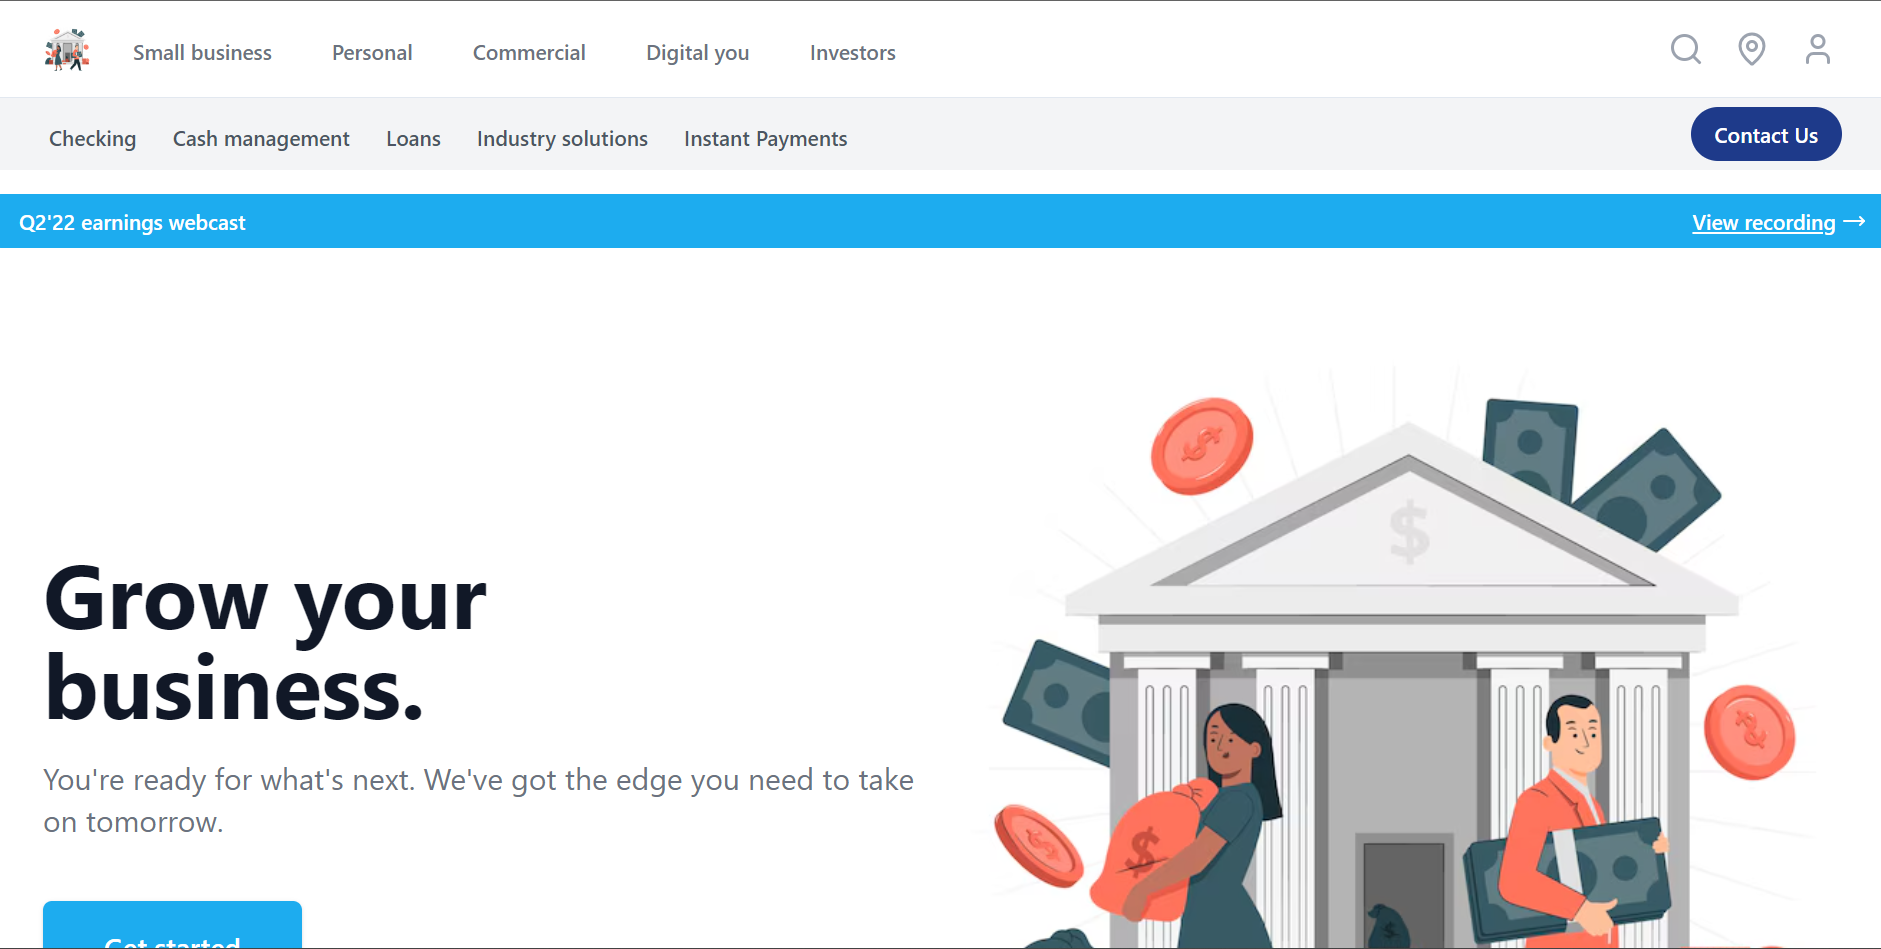 Small business Personal Commercial Digital you Investors
Checking Cash management Loans Industry solutions Instant Payments Contact Us
Q2'22 earnings webcast View recording →
Grow your
business.
You're ready for what's next. We've got the edge you need to take
on tomorrow.
Get started
$
$
$
$
$
$
$